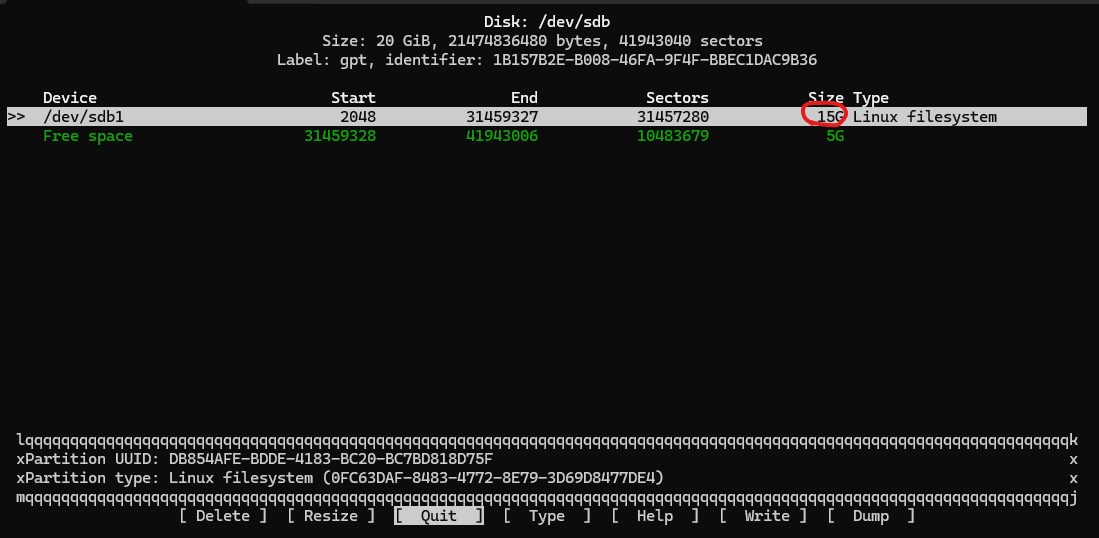 Disk: /dev/sdb
Size: 20 GiB, 21474836480 bytes, 41943040 sectors
Label: gpt, identifier: 1B157B2E-B008-46FA-9F4F-BBEC1DAC9B36
Device Start End Sectors Size Type
>> /dev/sdb1 2048 31459327 31457280 15G Linux filesystem
Free space 31459328 41943006 10483679 5G
lqqqqqqqqqqqqqqqqqqqqqqqqqqqqqqqqqqqqqqqqqqqqqqqqqqqqqqqqqqqqqqqqqqqqqqqqqqqqqqqqqqqqqqqqqqqqqqqqqqqqqqqqqqqqqqqqqqqqk
xPartition UUID: DB854AFE-BDDE-4183-BC20-BC7BD818D75F x
xPartition type: Linux filesystem (0FC63DAF-8483-4772-8E79-3D69D8477DE4) x
mqqqqqqqqqqqqqqqqqqqqqqqqqqqqqqqqqqqqqqqqqqqqqqqqqqqqqqqqqqqqqqqqqqqqqqqqqqqqqqqqqqqqqqqqqqqqqqqqqqqqqqqqqqqqqqqqqqqqj
[ Delete ] [ Resize ] [ Quit ] [ Type ] [ Help ] [ Write ] [ Dump ]